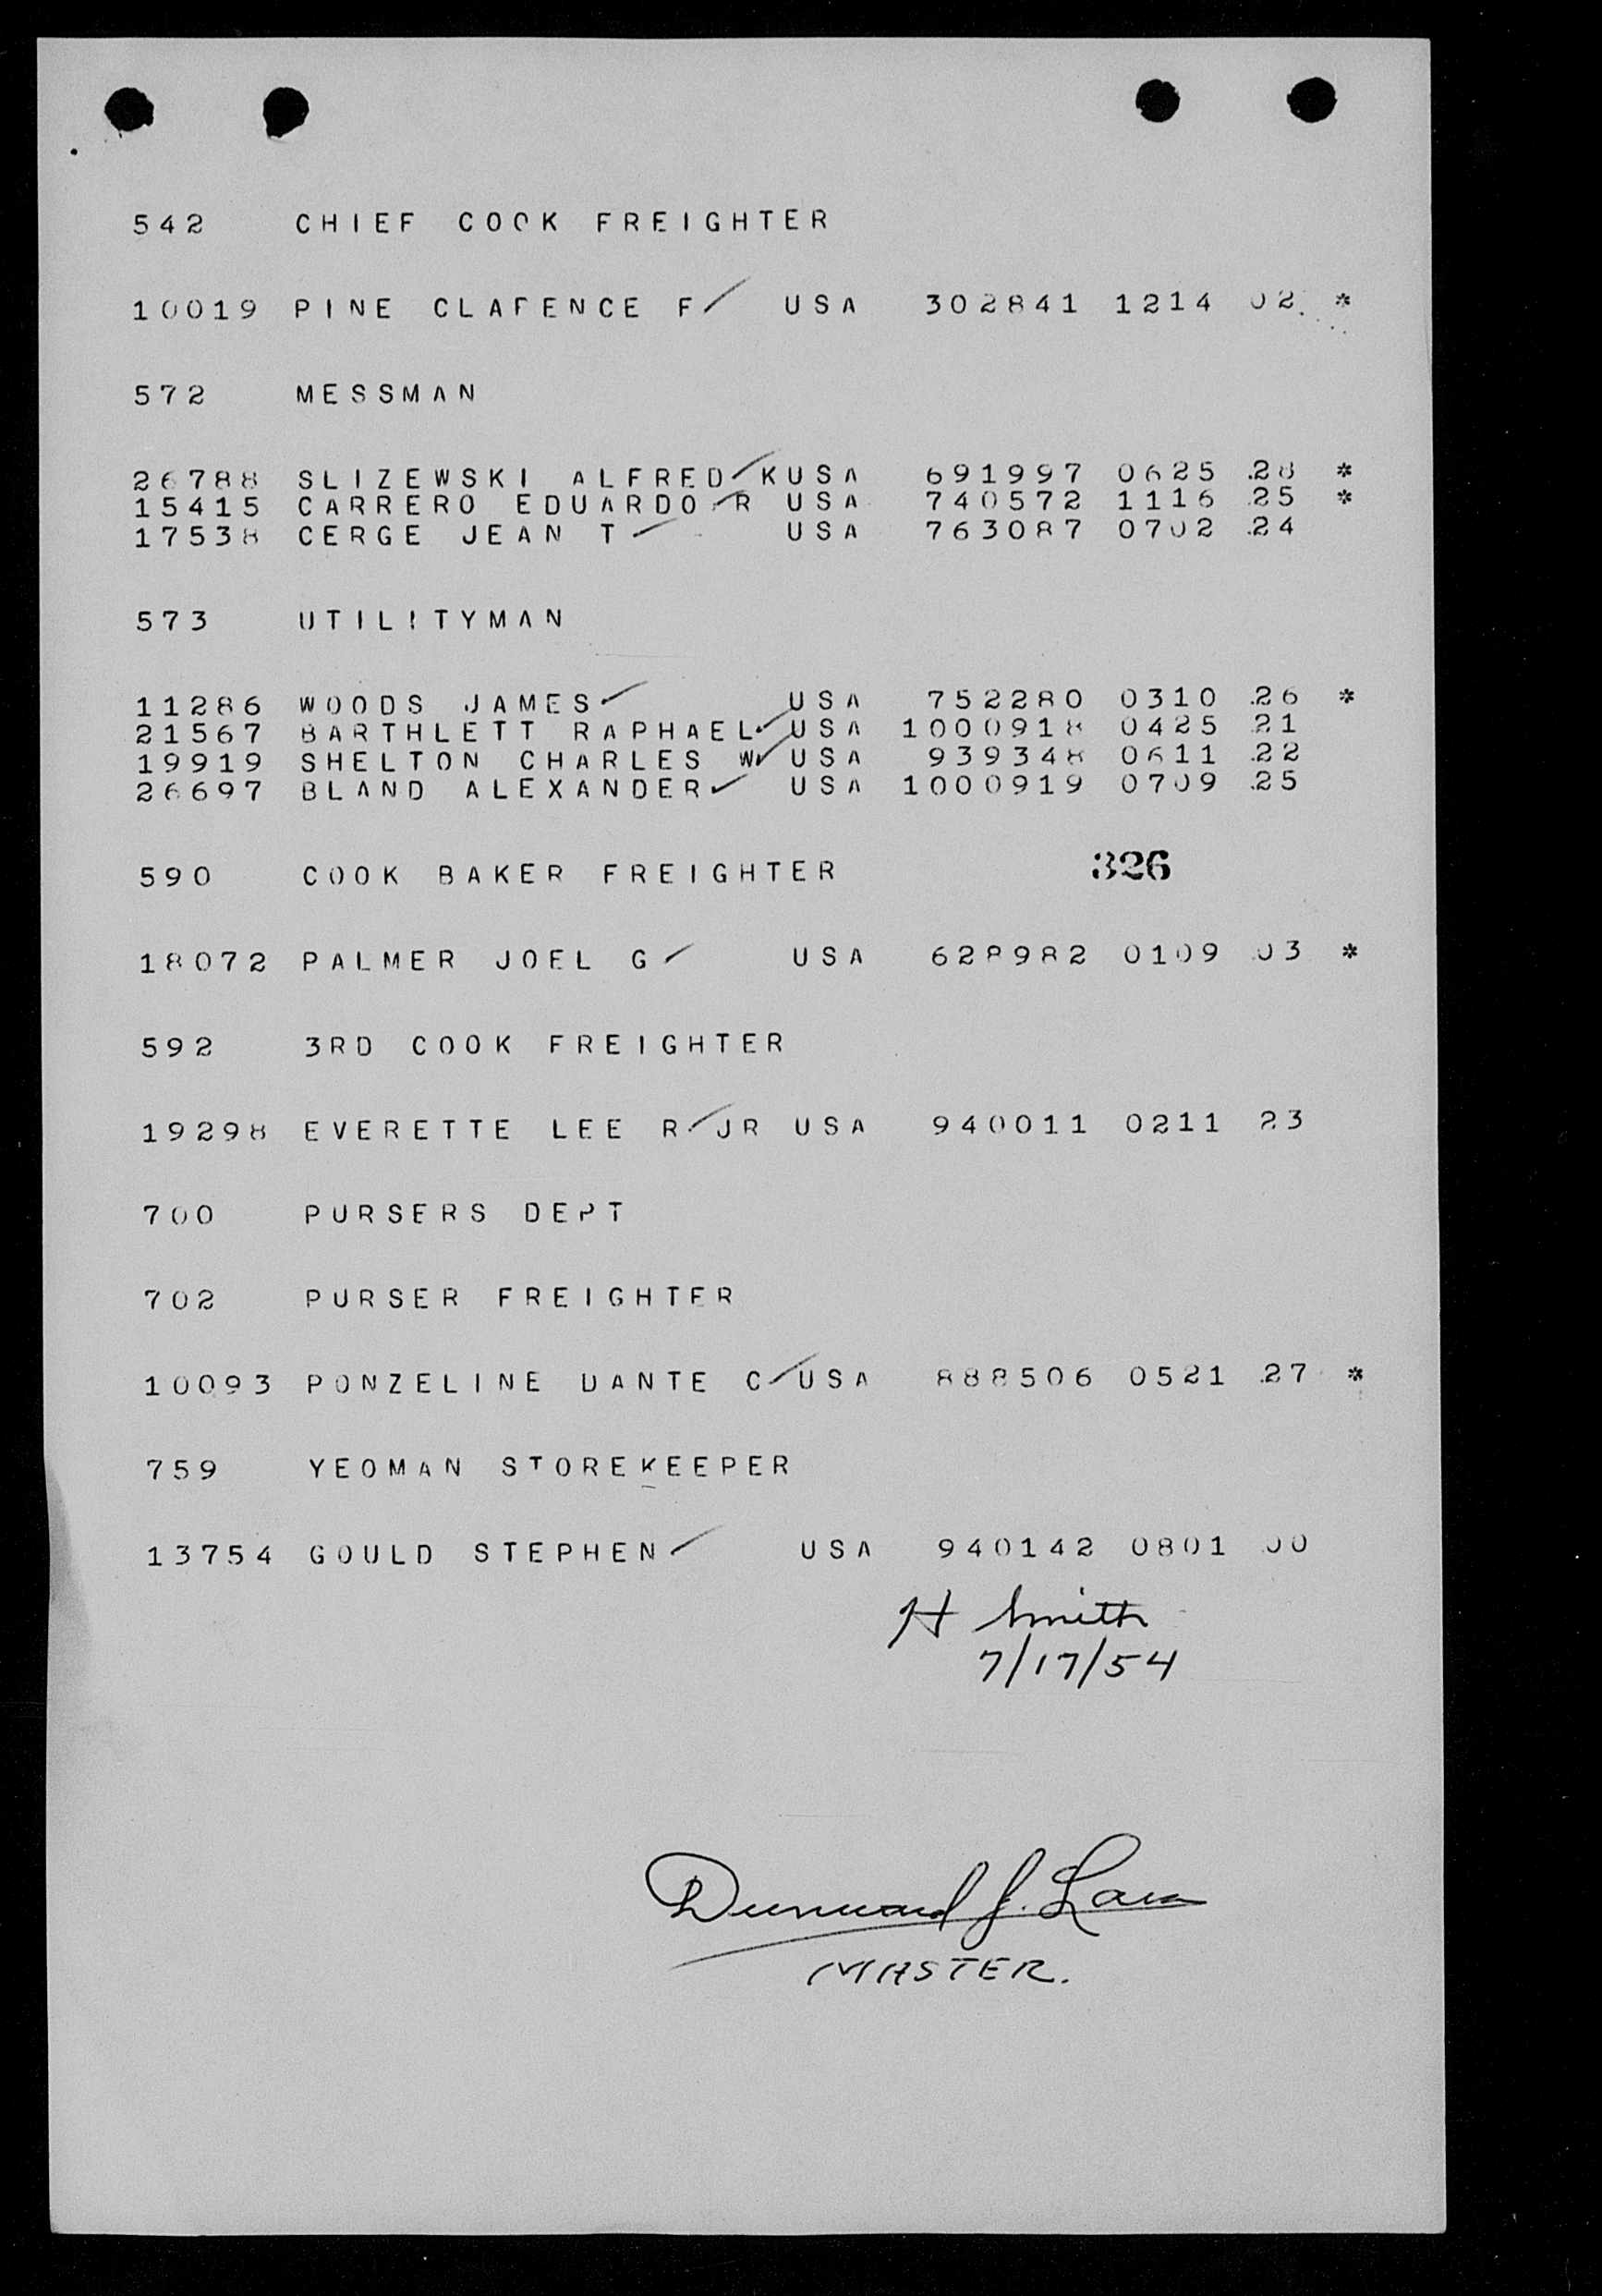 542 CHIEF COOK FREIGHTER
10019 PINE CLARENCE F ✓ USA 302841 1214 02 *
572 MESSMAN
26788 SLIZEWSKI ALFRED ✓ K USA 691997 0625 28 *
15415 CARRERO EDUARDO ✓ R USA 740572 1116 25 *
17538 CERGE JEAN T ✓ USA 763087 0702 24
573 UTILITYMAN
11286 WOODS JAMES ✓ USA 752280 0310 26 *
21567 BARTHLETT RAPHAEL ✓ USA 1000918 0425 21
19919 SHELTON CHARLES W ✓ USA 939348 0611 22
26697 BLAND ALEXANDER ✓ USA 1000919 0709 25
590 COOK BAKER FREIGHTER 326
18072 PALMER JOEL G ✓ USA 628982 0109 03 *
592 3RD COOK FREIGHTER
19298 EVERETTE LEE R ✓ JR USA 940011 0211 23
700 PURSERS DEPT
702 PURSER FREIGHTER
10093 PONZELINE DANTE C ✓ USA 888506 0521 27 *
759 YEOMAN STOREKEEPER
13754 GOULD STEPHEN ✓ USA 940142 0801 00
H Smith
7/17/54
J.
MASTER.